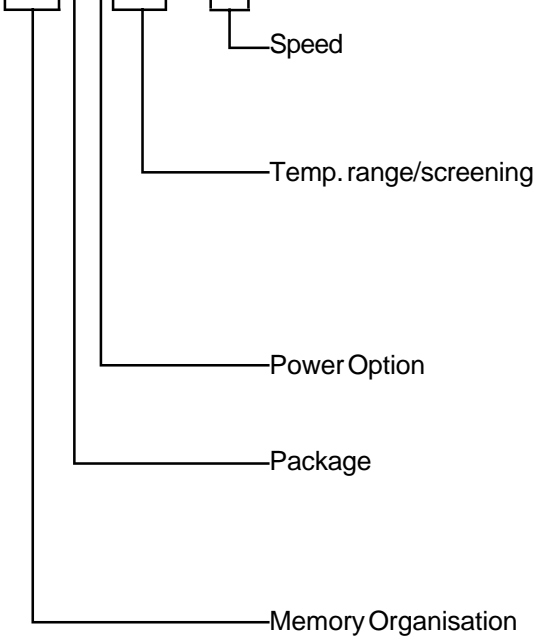 Speed
Temp. range/screening
Power Option
Package
Memory Organisation